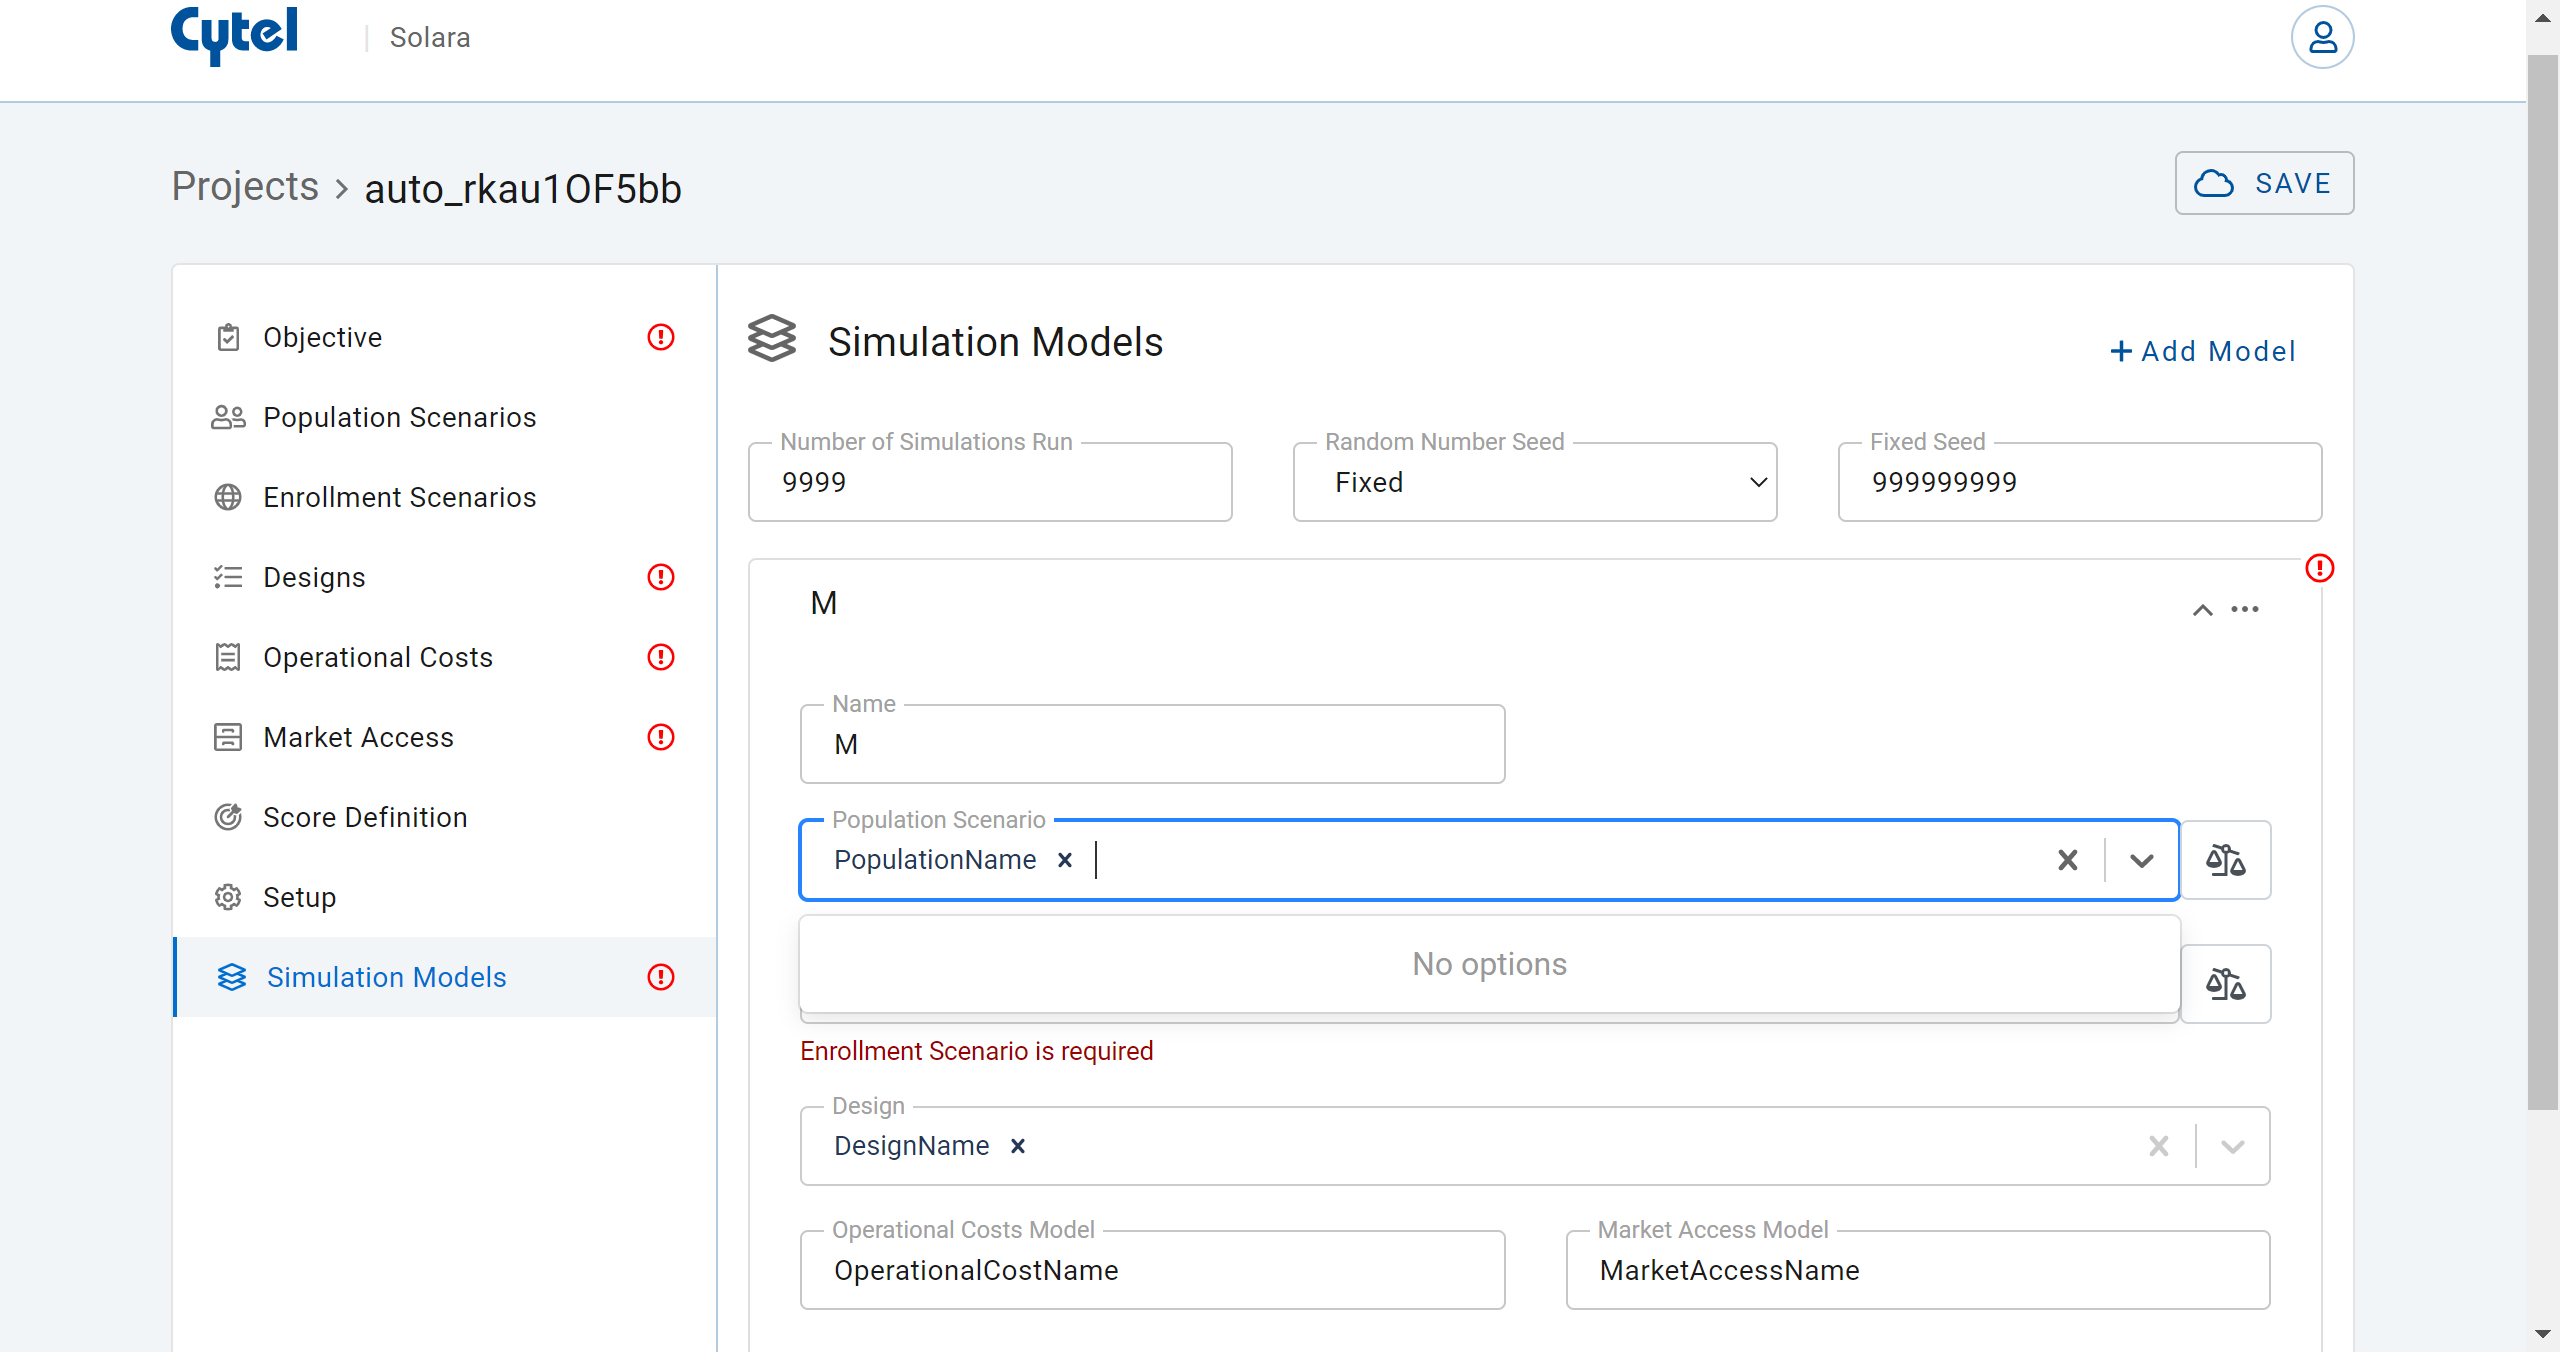 Cytel
Solara
Projects > auto_rkau1OF5bb
SAVE
Objective
Population Scenarios
Enrollment Scenarios
Designs
Operational Costs
Market Access
Score Definition
Setup
Simulation Models
Simulation Models
+ Add Model
Number of Simulations Run
9999
Random Number Seed
Fixed
Fixed Seed
999999999
M
Name
M
Population Scenario
PopulationName
No options
Enrollment Scenario is required
Design
DesignName
Operational Costs Model
OperationalCostName
Market Access Model
MarketAccessName